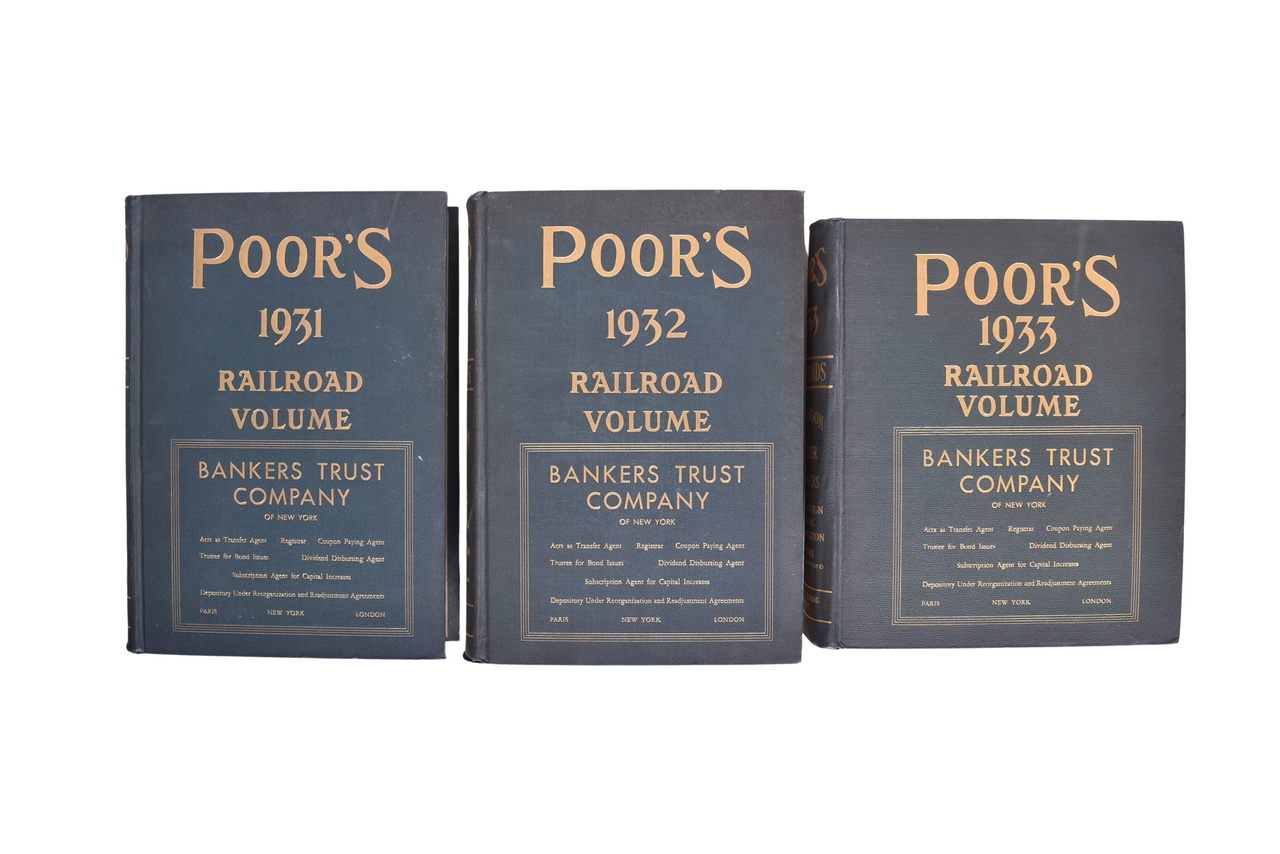 POOR'S
1931
RAILROAD
VOLUME
BANKERS TRUST
COMPANY
OF NEW YORK
Acts as Transfer Agent Registrar Coupon Paying Agent
Trustee for Bond Issues Dividend Disbursing Agent
Subscription Agent for Capital Increases
Depository Under Reorganization and Readjustment Agreements
PARIS NEW YORK LONDON
POOR'S
1932
RAILROAD
VOLUME
BANKERS TRUST
COMPANY
OF NEW YORK
Acts as Transfer Agent Registrar Coupon Paying Agent
Trustee for Bond Issues Dividend Disbursing Agent
Subscription Agent for Capital Increases
Depository Under Reorganization and Readjustment Agreements
PARIS NEW YORK LONDON
POOR'S
1933
RAILROAD
VOLUME
BANKERS TRUST
COMPANY
OF NEW YORK
Acts as Transfer Agent Registrar Coupon Paying Agent
Trustee for Bond Issues Dividend Disbursing Agent
Subscription Agent for Capital Increases
Depository Under Reorganization and Readjustment Agreements
PARIS NEW YORK LONDON